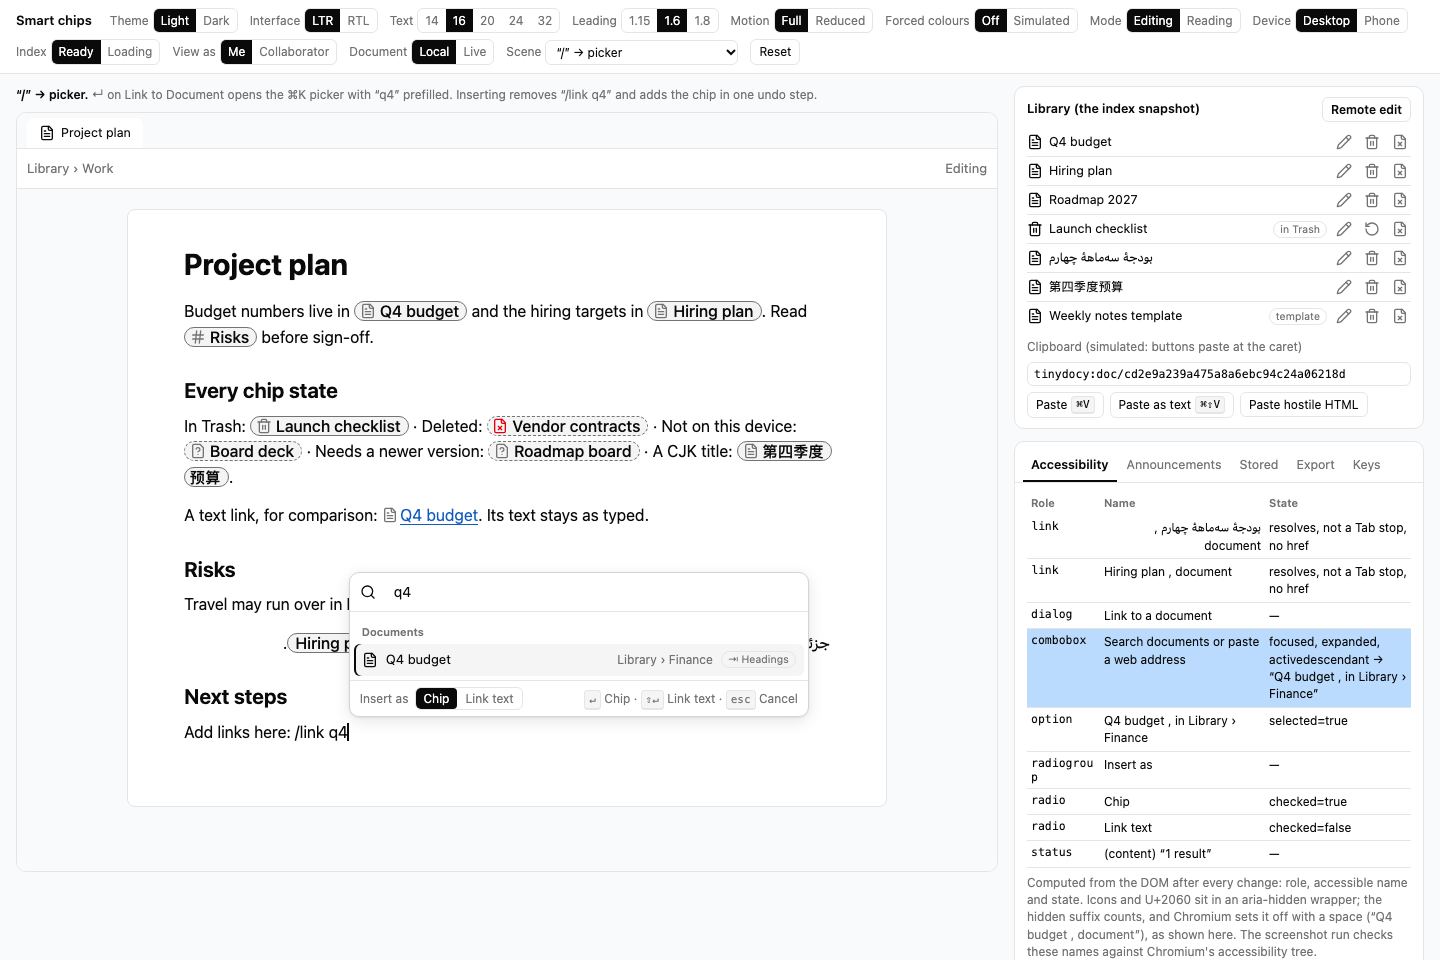 Smart chips Theme Light Dark Interface LTR RTL Text 14 16 20 24 32 Leading 1.15 1.6 1.8 Motion Full Reduced Forced colours Off Simulated Mode Editing Reading Device Desktop Phone
Index Ready Loading View as Me Collaborator Document Local Live Scene “/” → picker Reset
“/” → picker. ↵ on Link to Document opens the ⌘K picker with “q4” prefilled. Inserting removes “/link q4” and adds the chip in one undo step.
Project plan
Library › Work Editing
Project plan
Budget numbers live in Q4 budget and the hiring targets in Hiring plan. Read
# Risks before sign-off.
Every chip state
In Trash: Launch checklist · Deleted: Vendor contracts · Not on this device:
Board deck · Needs a newer version: Roadmap board · A CJK title: 第四季度
预算.
A text link, for comparison: Q4 budget. Its text stays as typed.
Risks
Travel may run over in
q4
Documents
Q4 budget Library › Finance ⇥ Headings
Insert as Chip Link text ↵ Chip · ⇧↵ Link text · esc Cancel
Next steps
Add links here: /link q4
Library (the index snapshot) Remote edit
Q4 budget
Hiring plan
Roadmap 2027
Launch checklist in Trash
بودجهٔ سه‌ماههٔ چهارم
第四季度预算
Weekly notes template template
Clipboard (simulated: buttons paste at the caret)
tinydocy:doc/cd2e9a239a475a8a6ebc94c24a06218d
Paste ⌘V Paste as text ⌘⇧V Paste hostile HTML
Accessibility Announcements Stored Export Keys
Role Name State
link بودجهٔ سه‌ماههٔ چهارم , resolves, not a Tab stop,
document no href
link Hiring plan , document resolves, not a Tab stop,
no href
dialog Link to a document —
combobox Search documents or paste focused, expanded,
a web address activedescendant →
“Q4 budget , in Library ›
Finance”
option Q4 budget , in Library › selected=true
Finance
radiogrou Insert as —
p
radio Chip checked=true
radio Link text checked=false
status (content) “1 result” —
Computed from the DOM after every change: role, accessible name
and state. Icons and U+2060 sit in an aria-hidden wrapper; the
hidden suffix counts, and Chromium sets it off with a space (“Q4
budget , document”), as shown here. The screenshot run checks
these names against Chromium's accessibility tree.